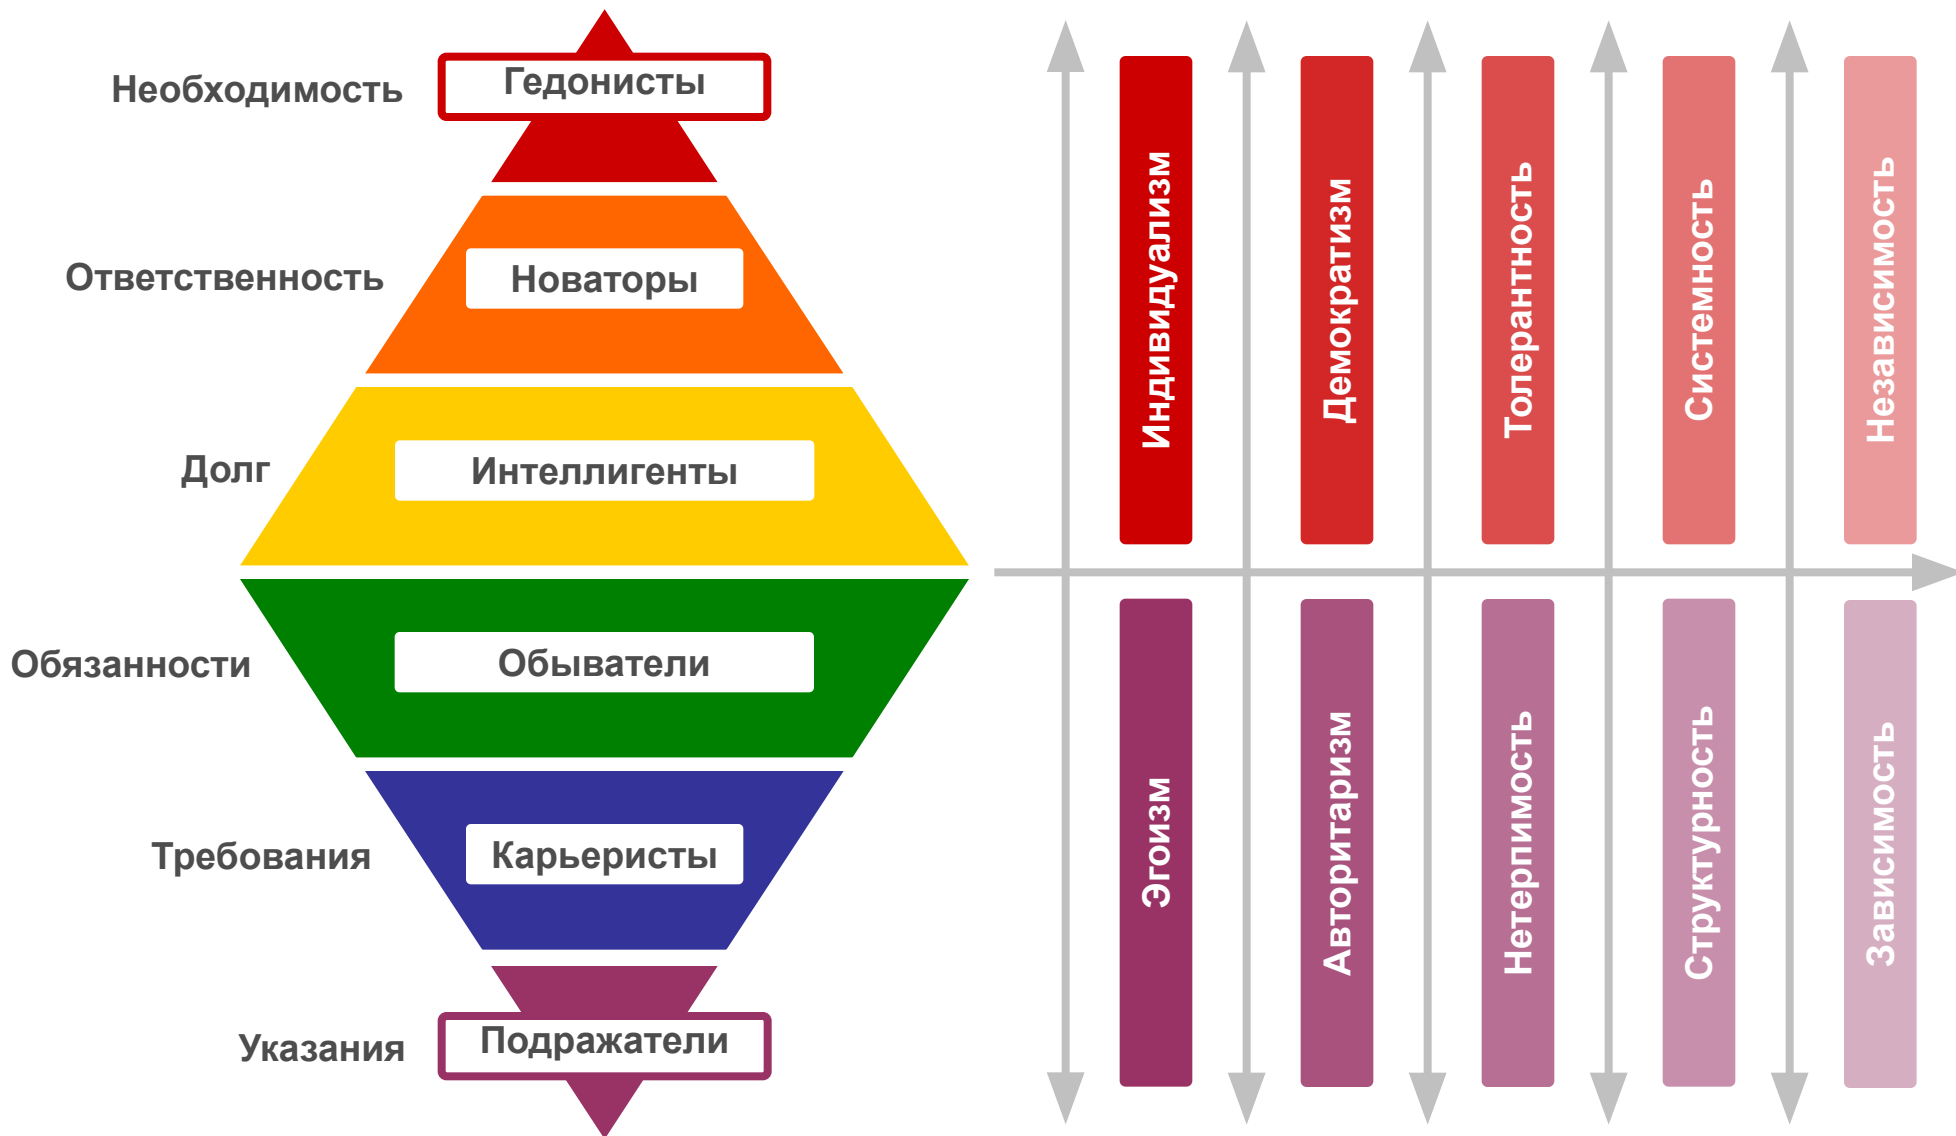 Необходимость
Гедонисты
Ответственность
Новаторы
Долг
Интеллигенты
Обязанности
Обыватели
Требования
Карьеристы
Указания
Подражатели
Индивидуализм
Демократизм
Толерантность
Системность
Независимость
Эгоизм
Авторитаризм
Нетерпимость
Структурность
Зависимость